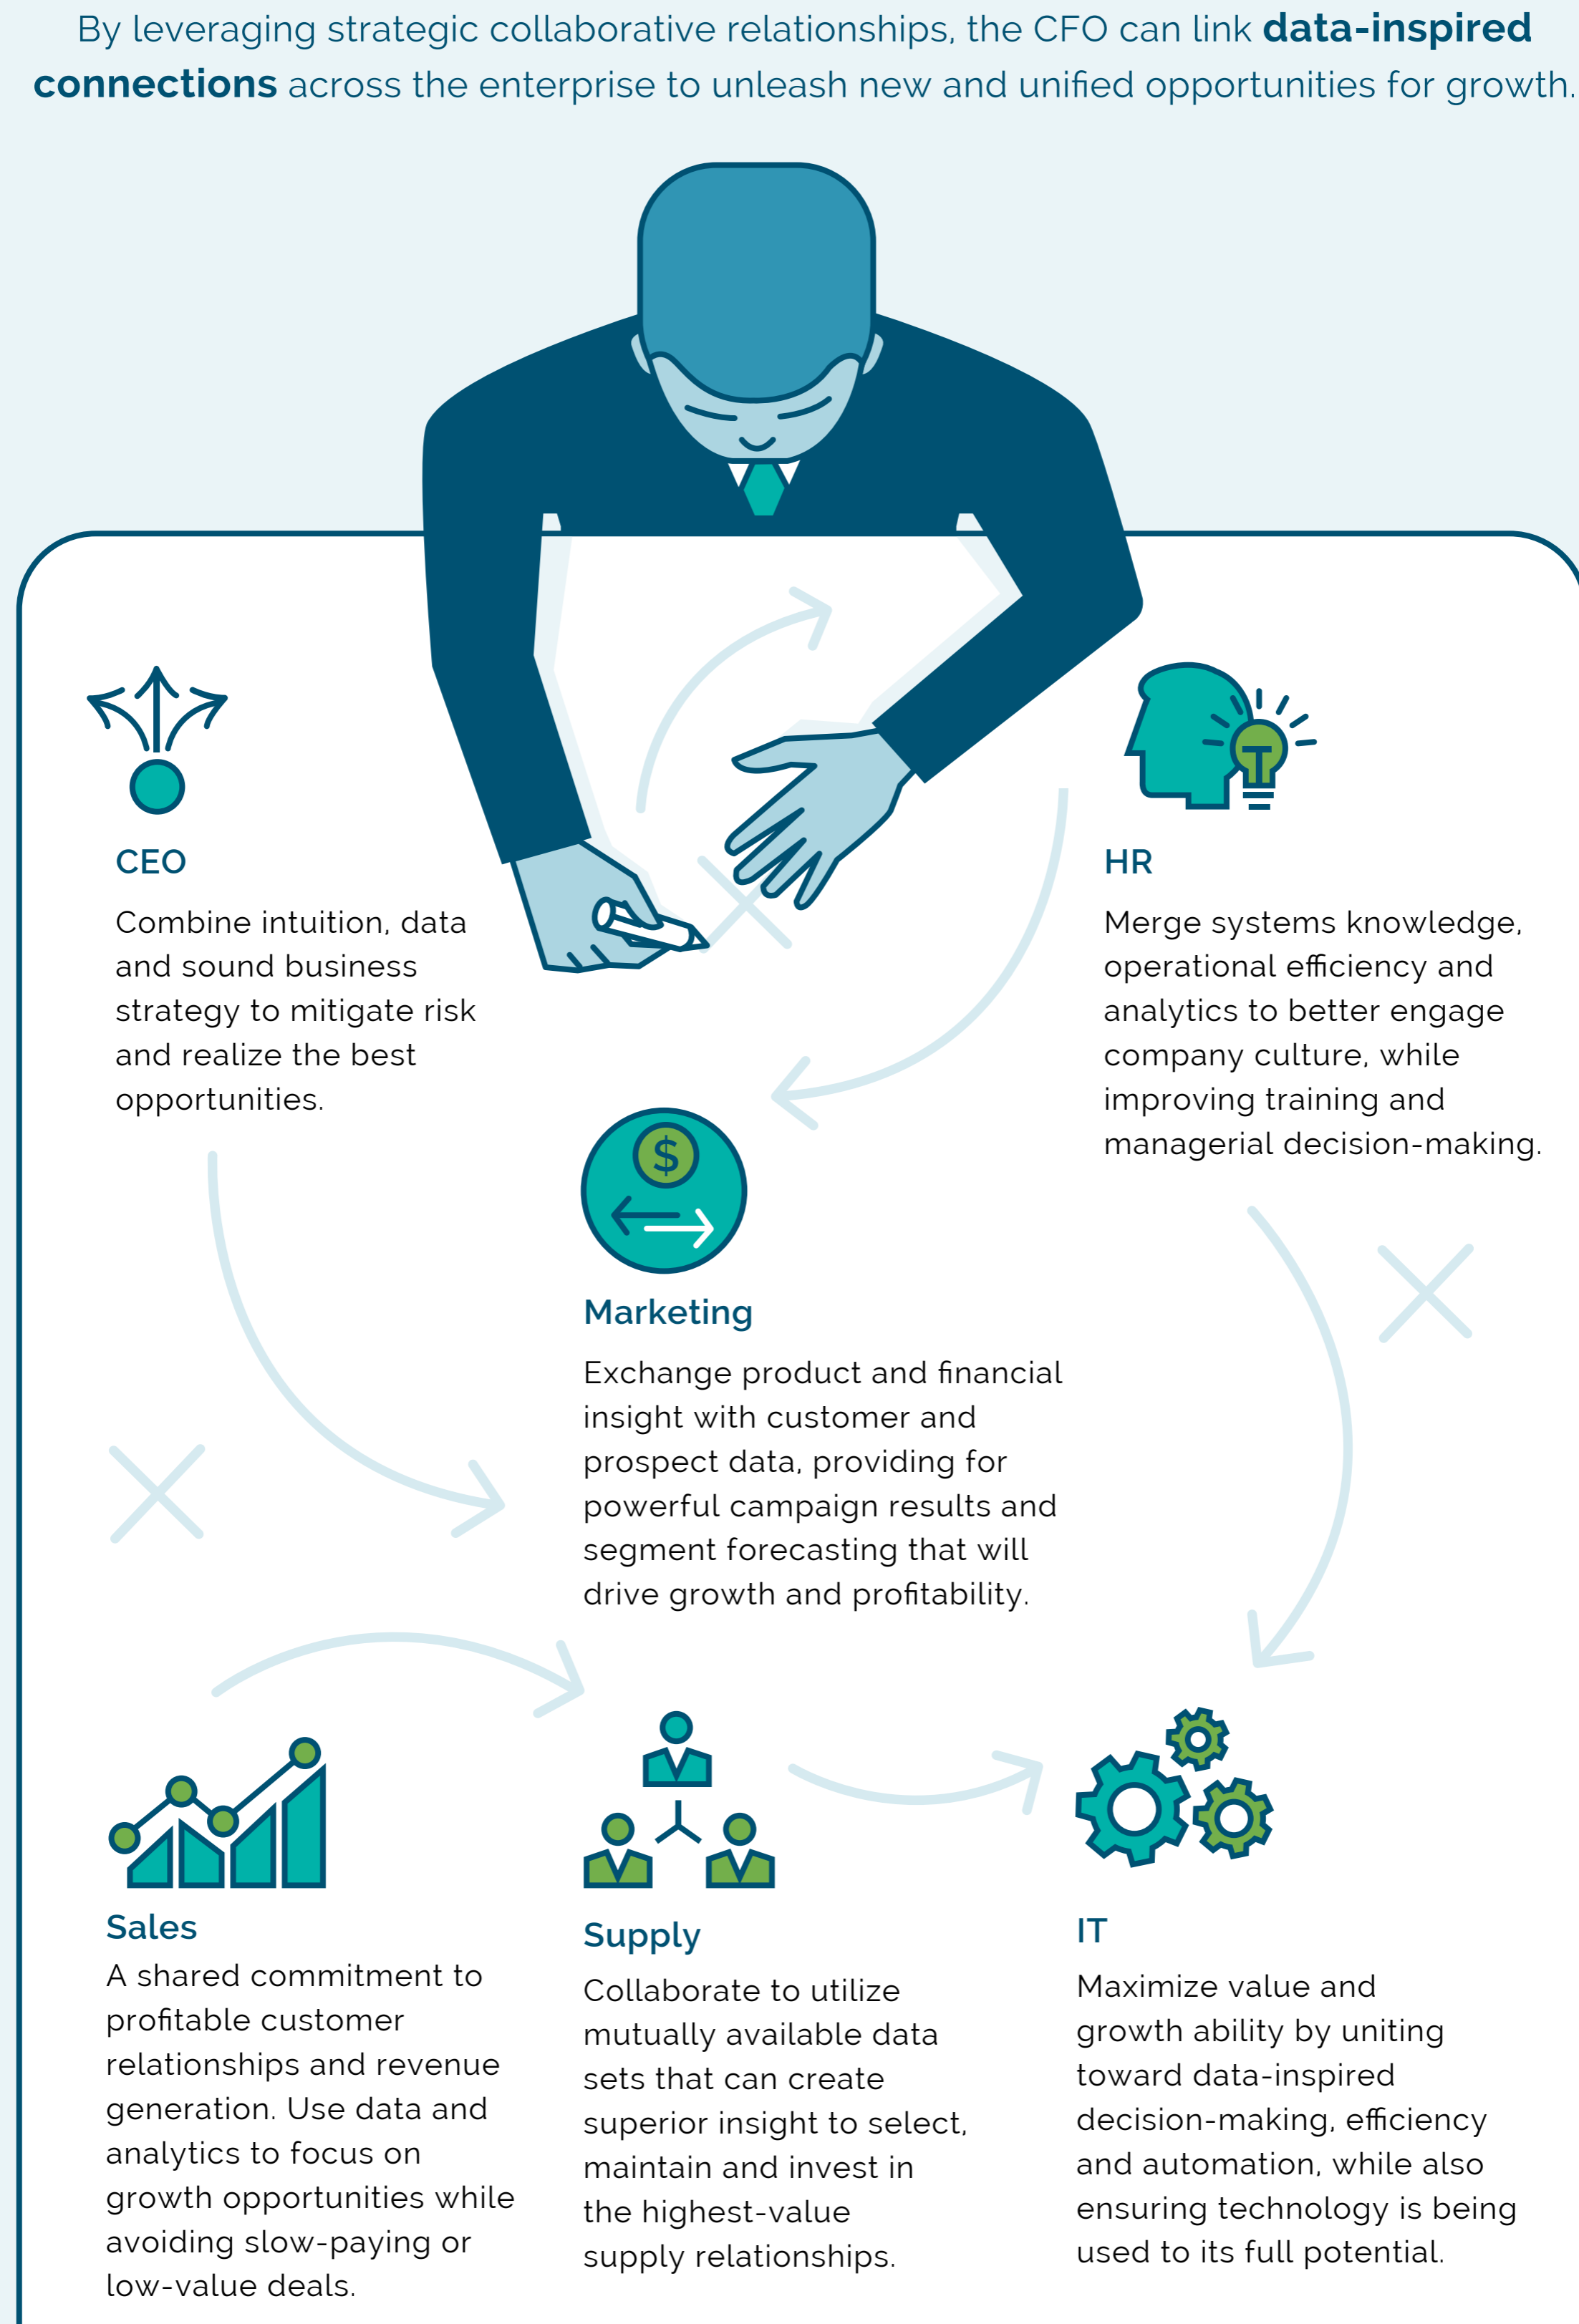 By leveraging strategic collaborative relationships, the CFO can link data-inspired
connections across the enterprise to unleash new and unified opportunities for growth.
CEO
Combine intuition, data
and sound business
strategy to mitigate risk
and realize the best
opportunities.
HR
Merge systems knowledge,
operational efficiency and
analytics to better engage
company culture, while
improving training and
managerial decision-making.
$
Marketing
Exchange product and financial
insight with customer and
prospect data, providing for
powerful campaign results and
segment forecasting that will
drive growth and profitability.
Sales
A shared commitment to
profitable customer
relationships and revenue
generation. Use data and
analytics to focus on
growth opportunities while
avoiding slow-paying or
low-value deals.
Supply
Collaborate to utilize
mutually available data
sets that can create
superior insight to select,
maintain and invest in
the highest-value
supply relationships.
IT
Maximize value and
growth ability by uniting
toward data-inspired
decision-making, efficiency
and automation, while also
ensuring technology is being
used to its full potential.